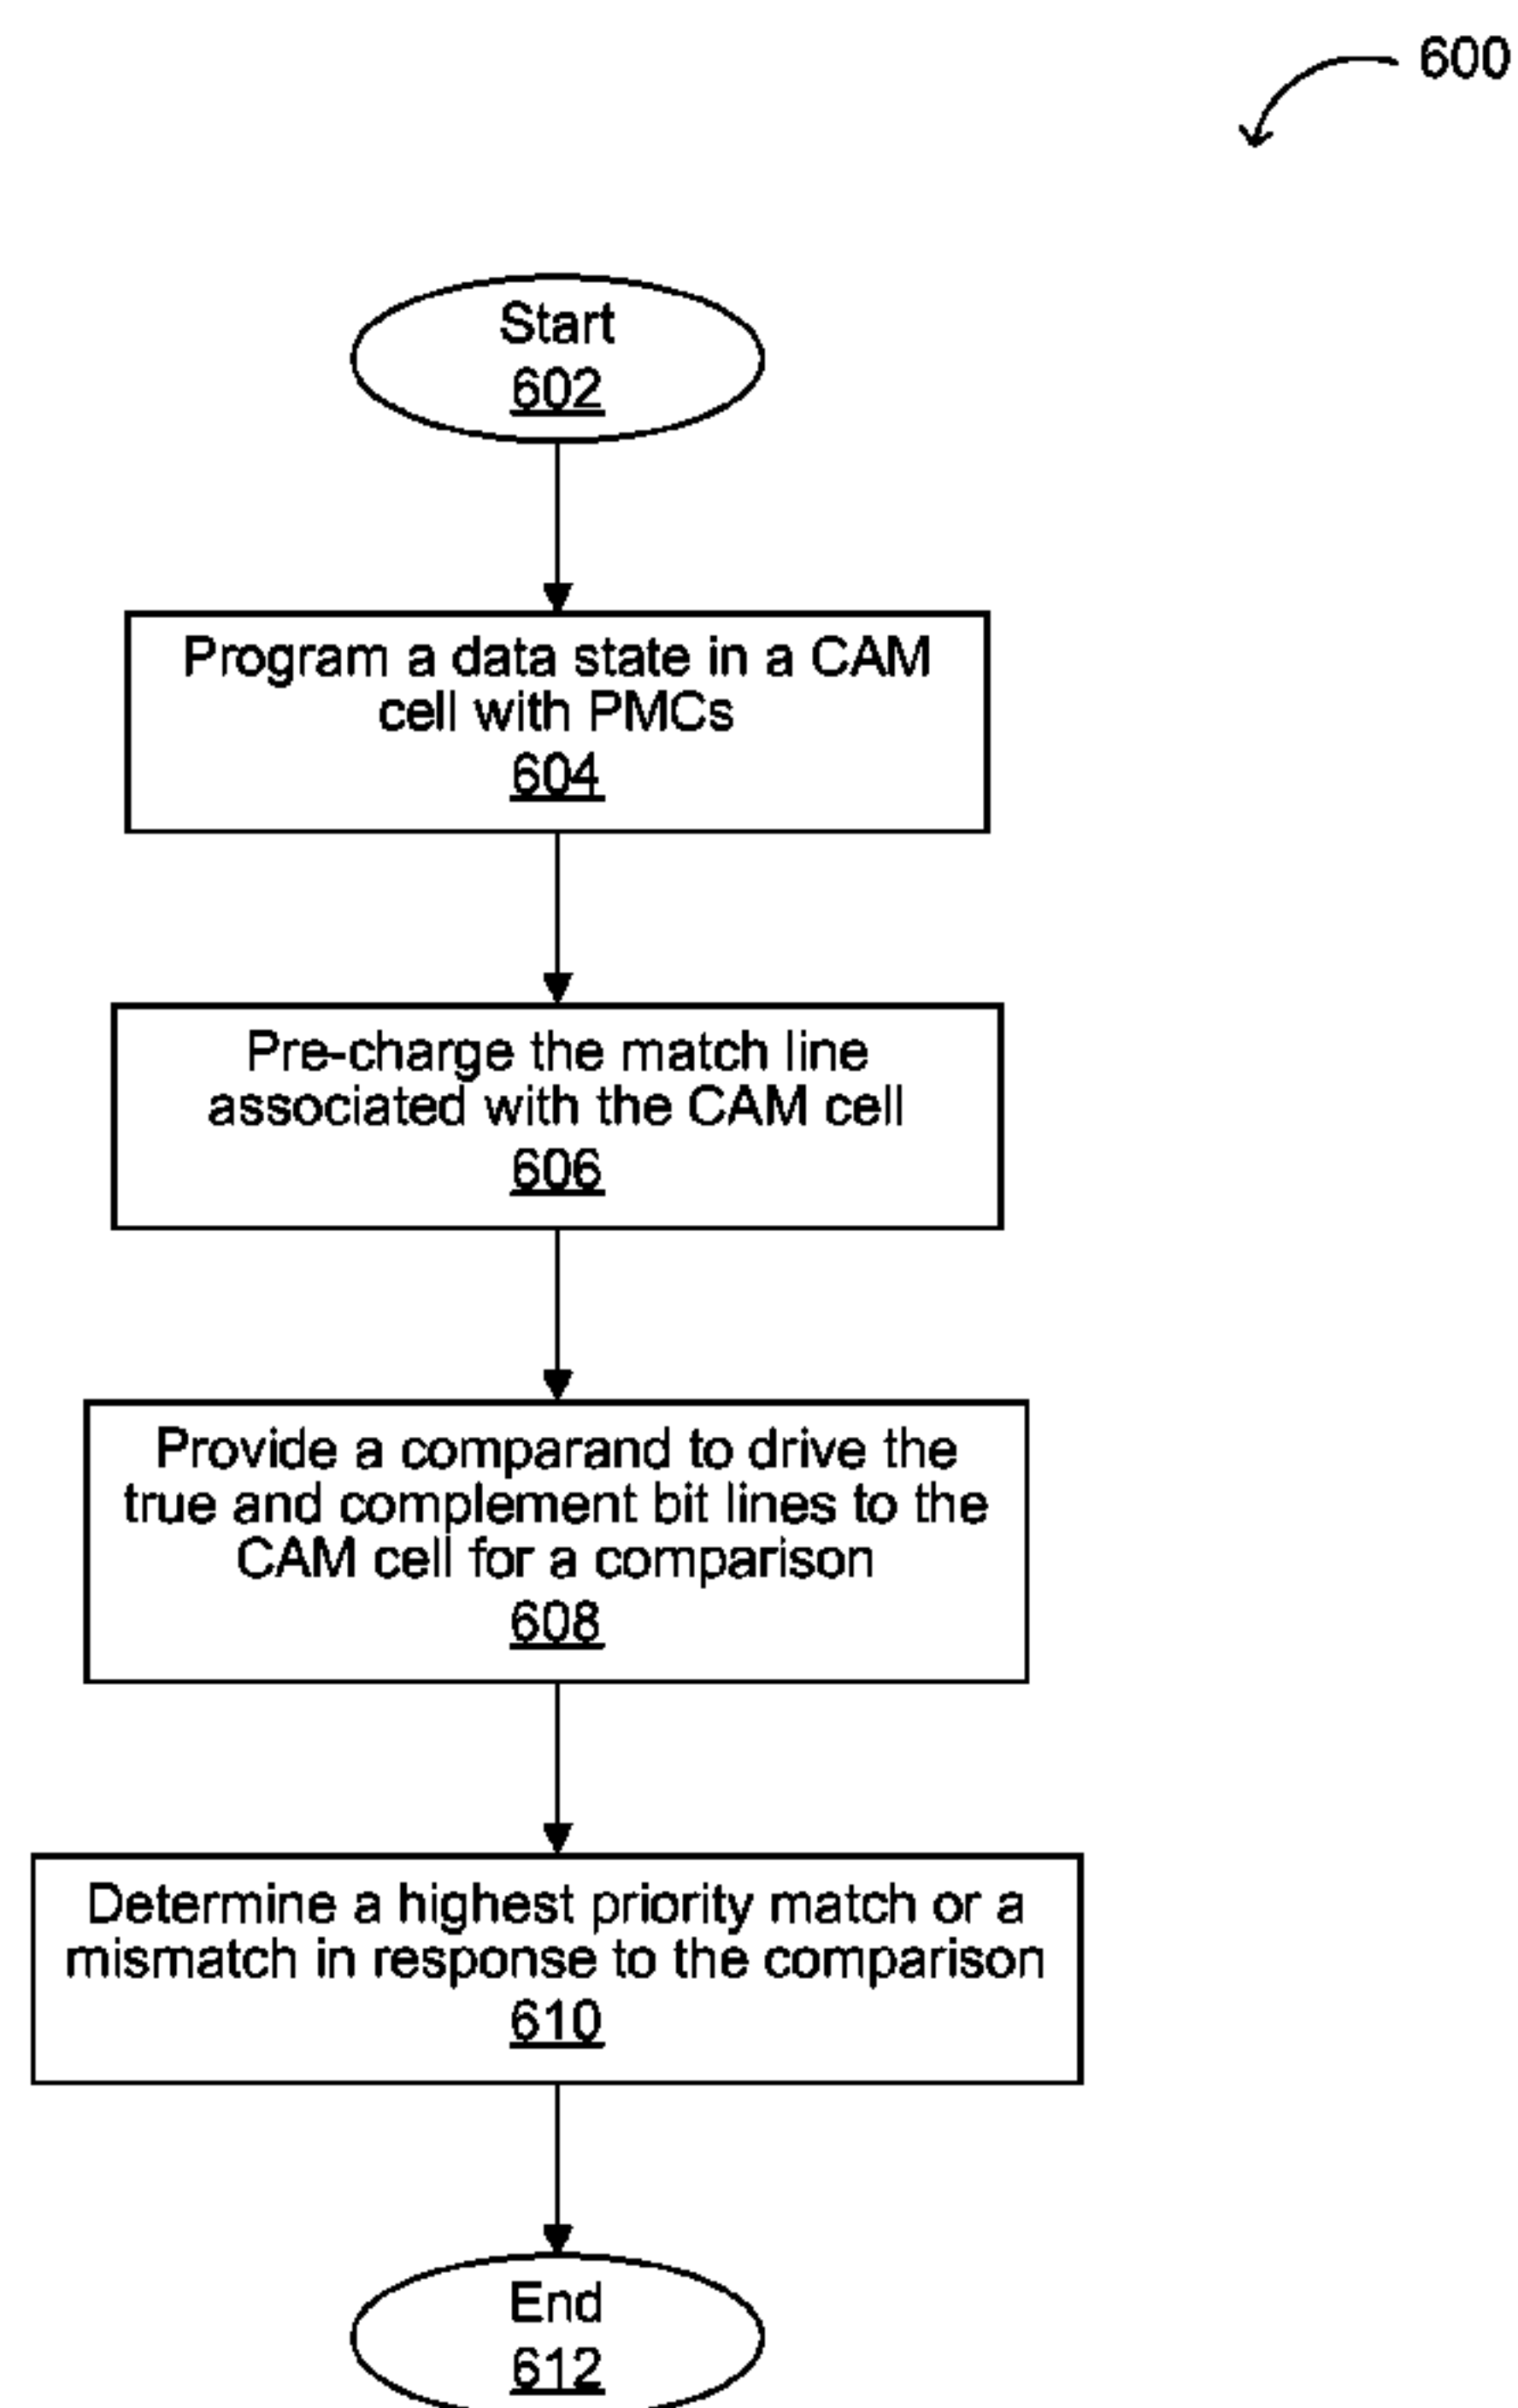 600
Start
602
Program a data state in a CAM
cell with PMCs
604
Pre-charge the match line
associated with the CAM cell
606
Provide a comparand to drive the
true and complement bit lines to the
CAM cell for a comparison
608
Determine a highest priority match or a
mismatch in response to the comparison
610
End
612